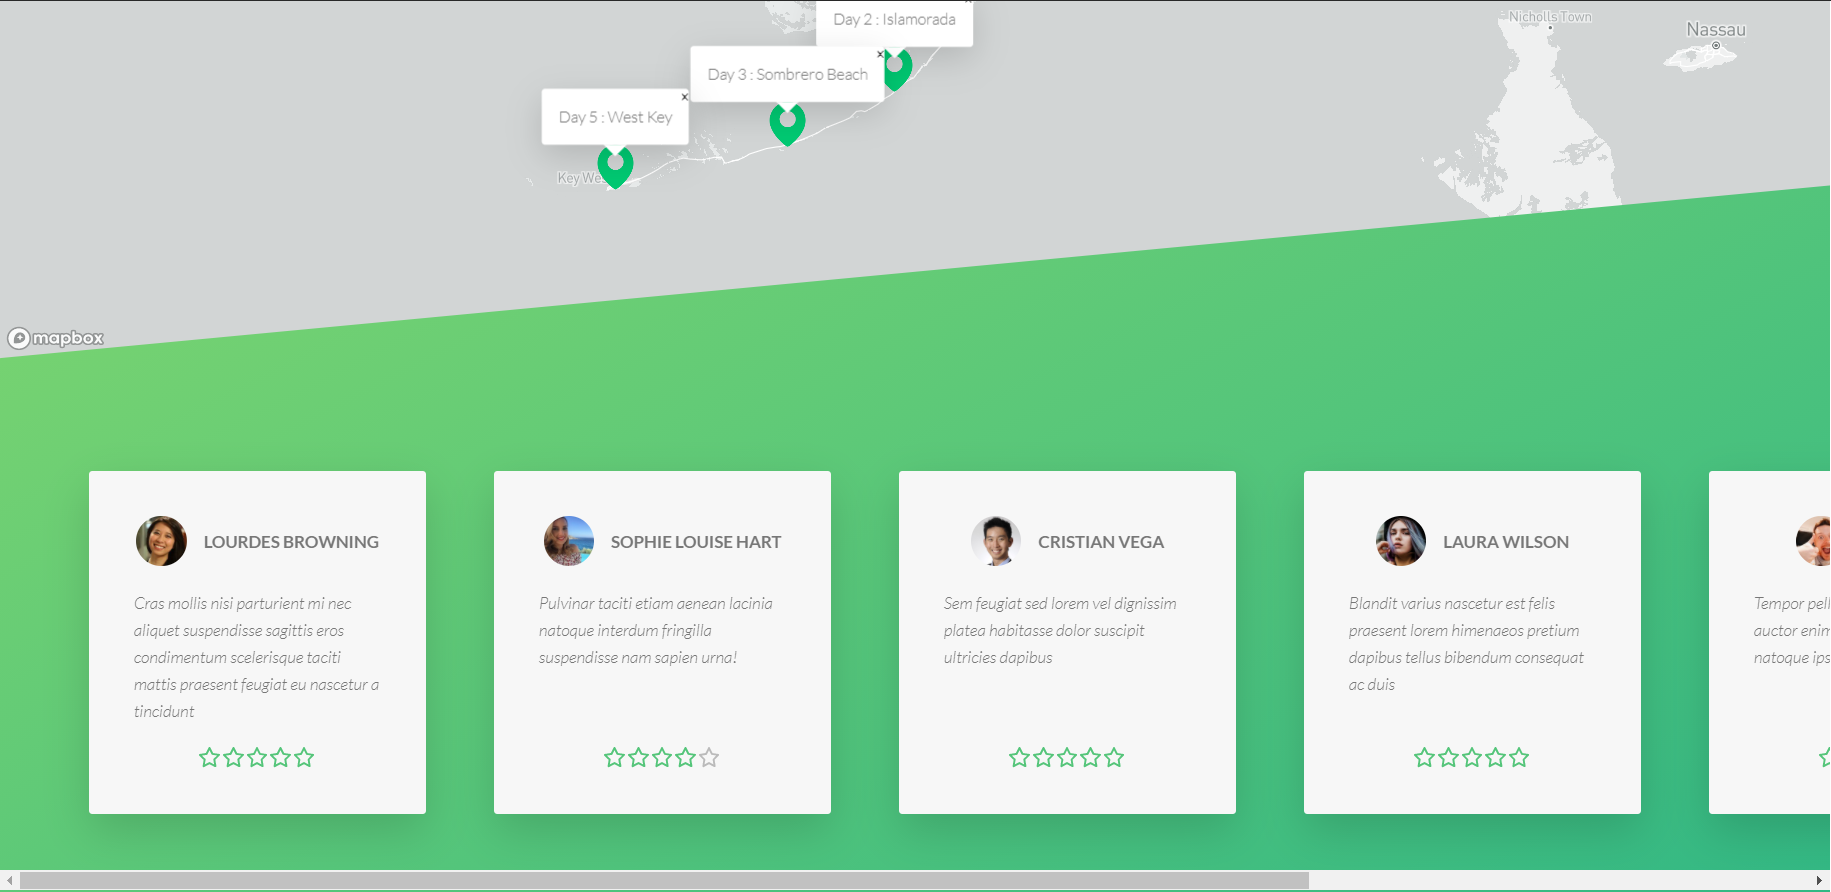 Day 2 : Islamorada
Nicholls Town
Nassau
Day 3 : Sombrero Beach
×
Day 5 : West Key
×
Key We
mapbox
LOURDES BROWNING
Cras mollis nisi parturient mi nec
aliquet suspendisse sagittis eros
condimentum scelerisque taciti
mattis praesent feugiat eu nascetur a
tincidunt
SOPHIE LOUISE HART
Pulvinar taciti etiam aenean lacinia
natoque interdum fringilla
suspendisse nam sapien urna!
CRISTIAN VEGA
Sem feugiat sed lorem vel dignissim
platea habitasse dolor suscipit
ultricies dapibus
LAURA WILSON
Blandit varius nascetur est felis
praesent lorem himenaeos pretium
dapibus tellus bibendum consequat
ac duis
Tempor pell
auctor enim
natoque ips